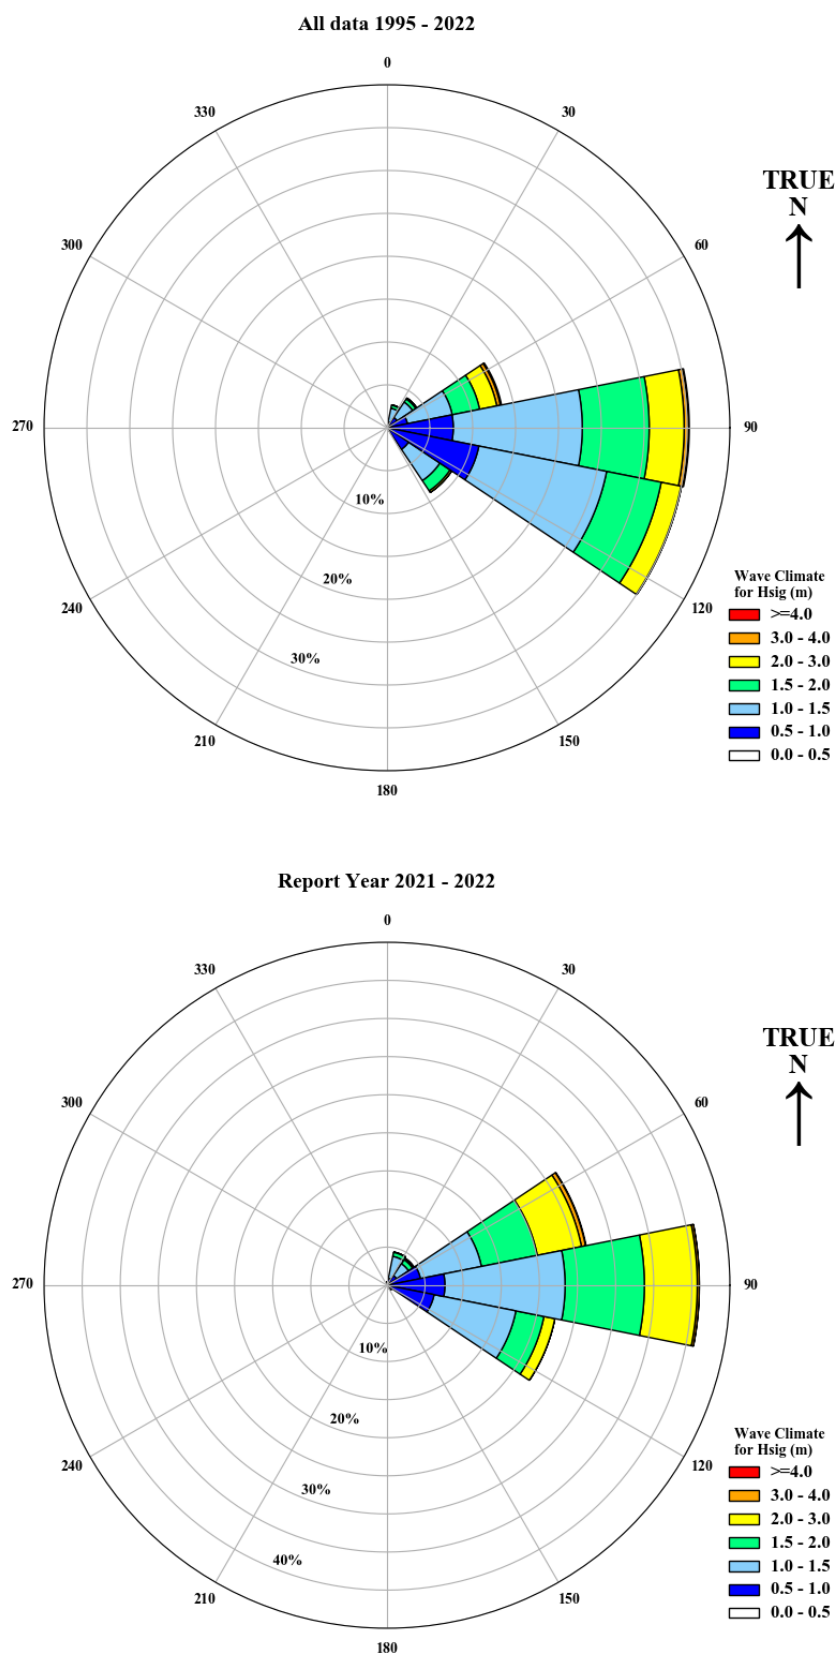 All data 1995 - 2022
0
330
30
TRUE
N
300
60
270
90
10%
20%
30%
240
120
210
150
180
Wave Climate
for Hsig (m)
>=4.0
3.0 - 4.0
2.0 - 3.0
1.5 - 2.0
1.0 - 1.5
0.5 - 1.0
0.0 - 0.5
Report Year 2021 - 2022
0
330
30
TRUE
N
300
60
270
90
10%
20%
30%
40%
240
120
210
150
180
Wave Climate
for Hsig (m)
>=4.0
3.0 - 4.0
2.0 - 3.0
1.5 - 2.0
1.0 - 1.5
0.5 - 1.0
0.0 - 0.5